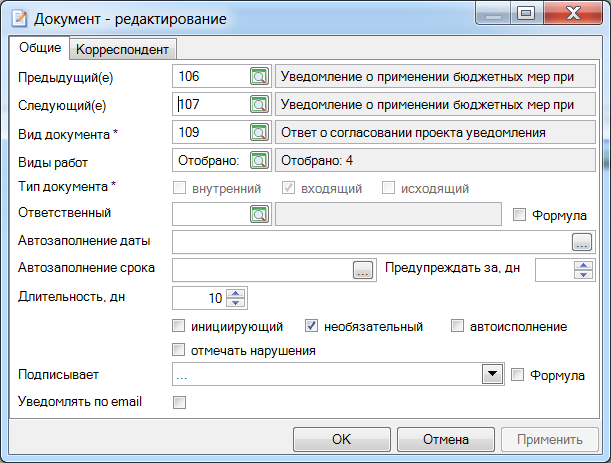 Документ - редактирование
Общие Корреспондент
Предыдущий(е) 106 Уведомление о применении бюджетных мер при
Следующий(е) 107 Уведомление о применении бюджетных мер при
Вид документа * 109 Ответ о согласовании проекта уведомления
Виды работ Отобрано: Отобрано: 4
Тип документа * внутренний входящий исходящий
Ответственный Формула
Автозаполнение даты ...
Автозаполнение срока ... Предупреждать за, дн
Длительность, дн 10
инициирующий необязательный автоисполнение
отмечать нарушения
Подписывает ... Формула
Уведомлять по email
ОК Отмена Применить